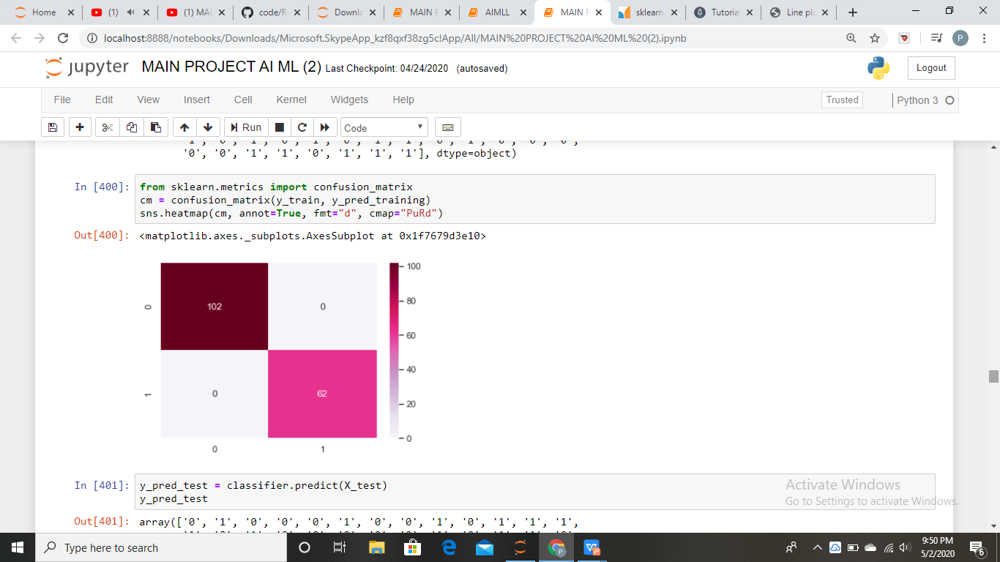 Home
(1)
(1) MAE
code/R
Downlo
MAIN P
AIMLL
MAIN P
sklearn
Tutorial
Line plo
localhost:8888/notebooks/Downloads/Microsoft.SkypeApp_kzf8qxf38zg5c!App/All/MAIN%20PROJECT%20AI%20ML%20(2).ipynb
P
jupyter MAIN PROJECT AI ML (2) Last Checkpoint: 04/24/2020 (autosaved)
Logout
File Edit View Insert Cell Kernel Widgets Help
Trusted Python 3
Run Code
'0', '0', '1', '1', '0', '1', '1', '1'], dtype=object)
In [400]: from sklearn.metrics import confusion_matrix
cm = confusion_matrix(y_train, y_pred_training)
sns.heatmap(cm, annot=True, fmt="d", cmap="PuRd")
Out[400]: <matplotlib.axes._subplots.AxesSubplot at 0x1f7679d3e10>
100
80
60
40
20
0
0 102 0
1 0 62
0 1
In [401]: y_pred_test = classifier.predict(X_test)
y_pred_test
Out[401]: array(['0', '1', '0', '0', '0', '1', '0', '0', '1', '0', '1', '1', '1',
Activate Windows
Go to Settings to activate Windows.
Type here to search
9:50 PM
5/2/2020
6